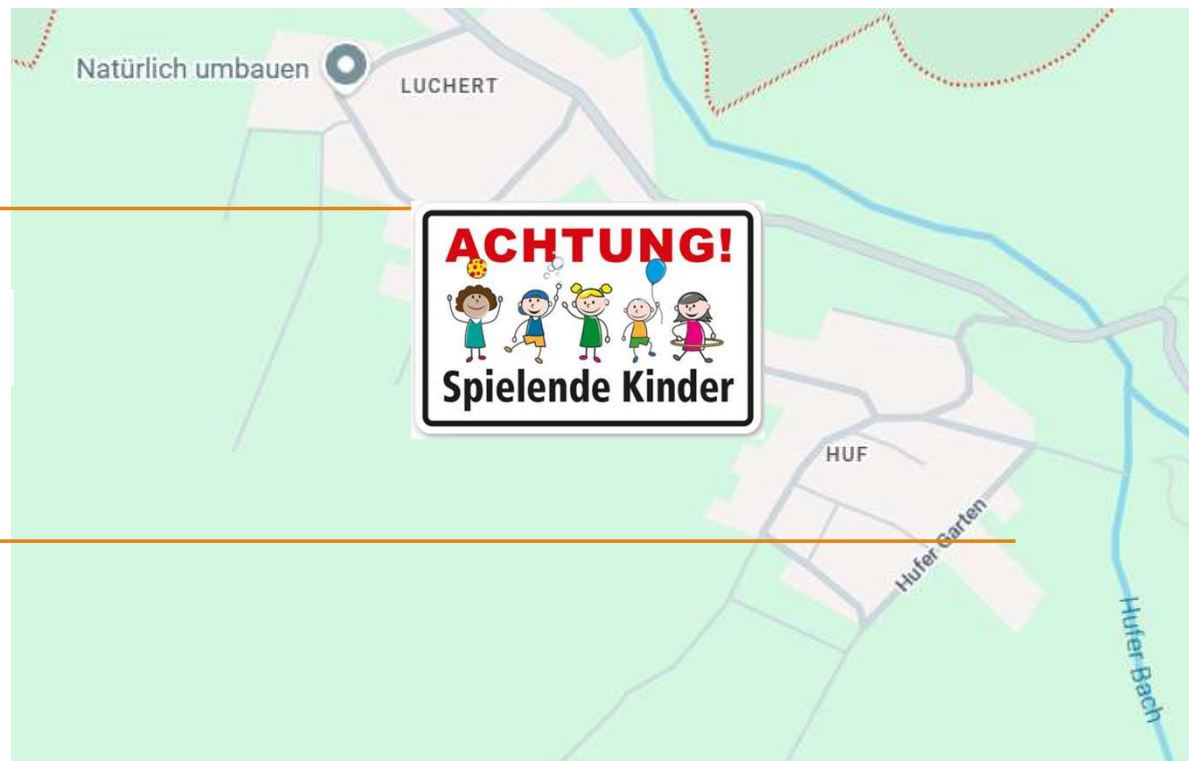 Natürlich umbauen
LUCHERT
ACHTUNG!
Spielende Kinder
HUF
Hufer Garten
Hufer Bach